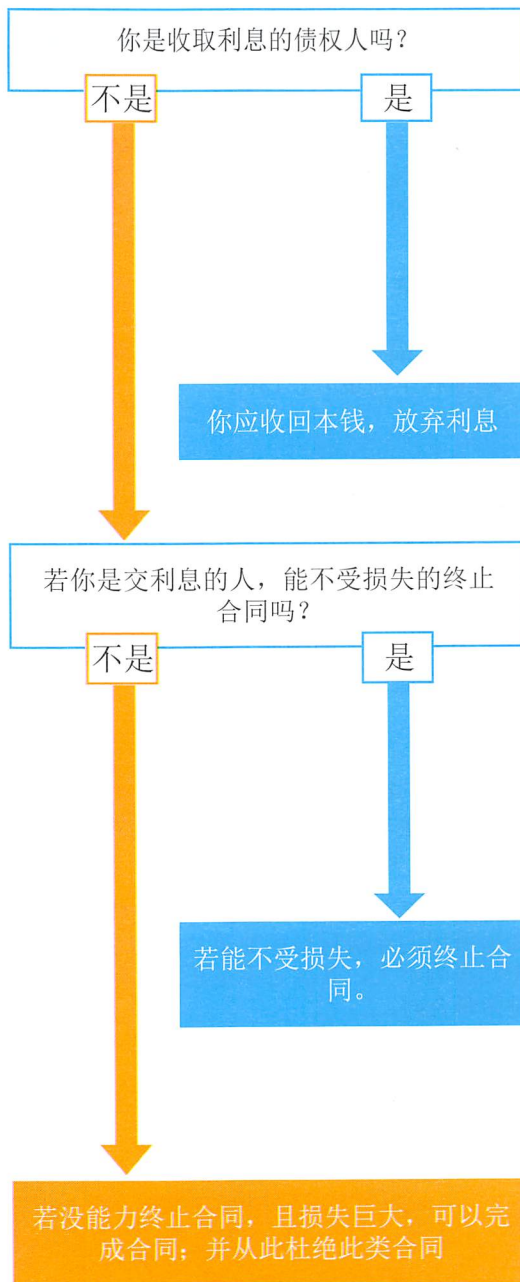 你是收取利息的债权人吗？
不是
是
你应收回本钱，放弃利息
若你是交利息的人，能不受损失的终止
合同吗？
不是
是
若能不受损失，必须终止合
同。
若没能力终止合同，且损失巨大，可以完
成合同；并从此杜绝此类合同